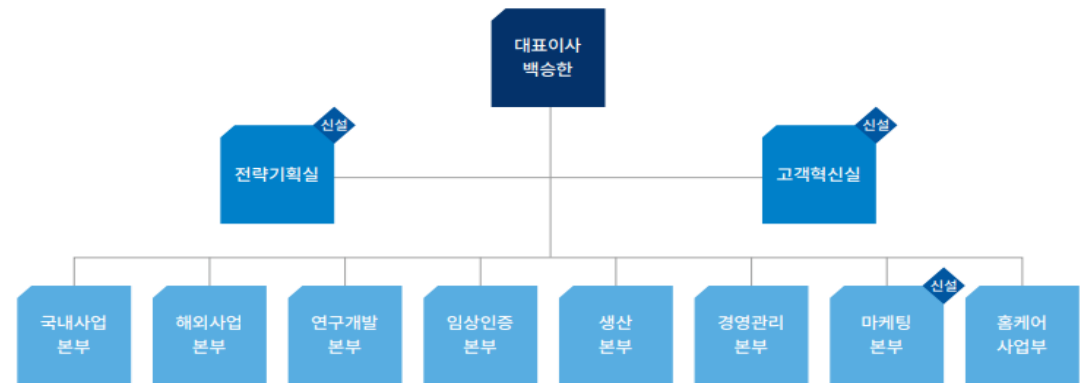 대표이사
백승한
신설
신설
전략기획실
고객혁신실
신설
국내사업
본부
해외사업
본부
연구개발
본부
임상인증
본부
생산
본부
경영관리
본부
마케팅
본부
홈케어
사업부